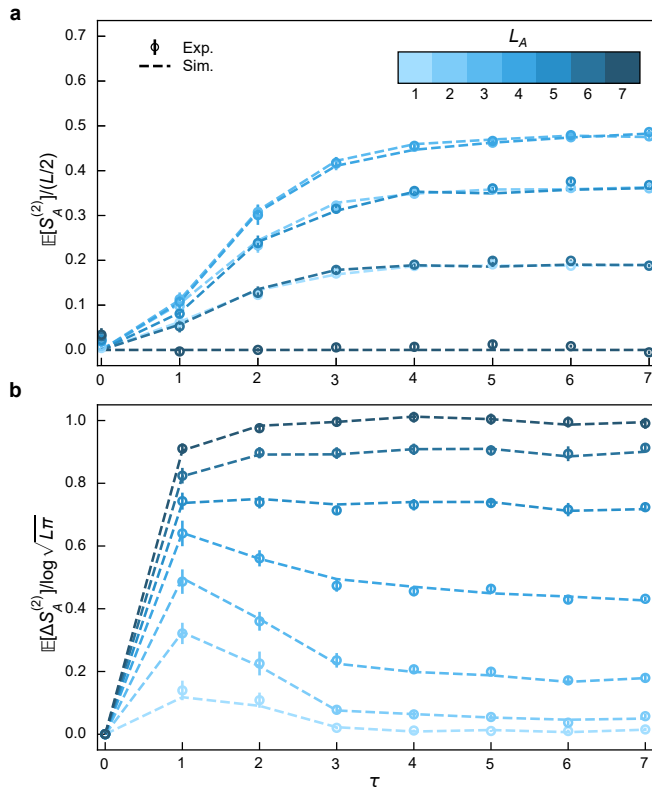 a
0.7
0.6
0.5
0.4
0.3
0.2
0.1
0.0
𝔼[S_A^{(2)}]/(L/2)
Exp.
Sim.
L_A
1 2 3 4 5 6 7
0 1 2 3 4 5 6 7
b
1.0
0.8
0.6
0.4
0.2
0.0
𝔼[ΔS_A^{(2)}]/log √Lπ
0 1 2 3 4 5 6 7
τ